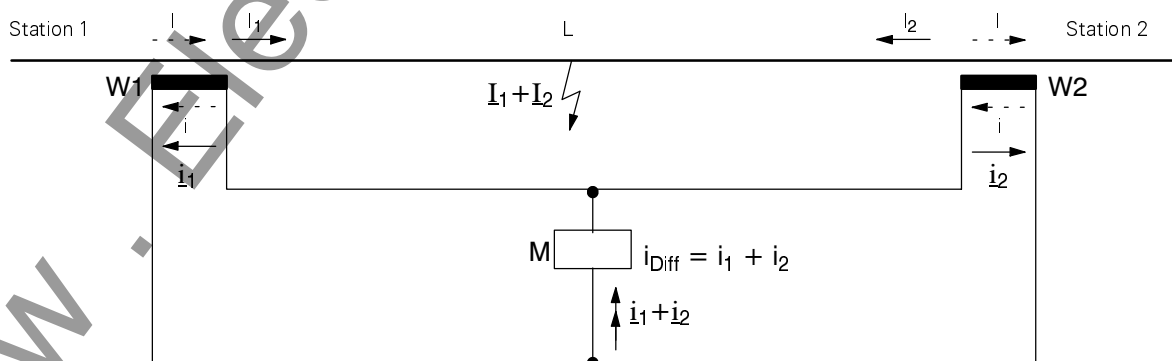 Station 1
I
I1
L
I2
I
Station 2
W1
I1+I2
W2
i
i
i1
i2
M
iDiff = i1 + i2
i1+i2